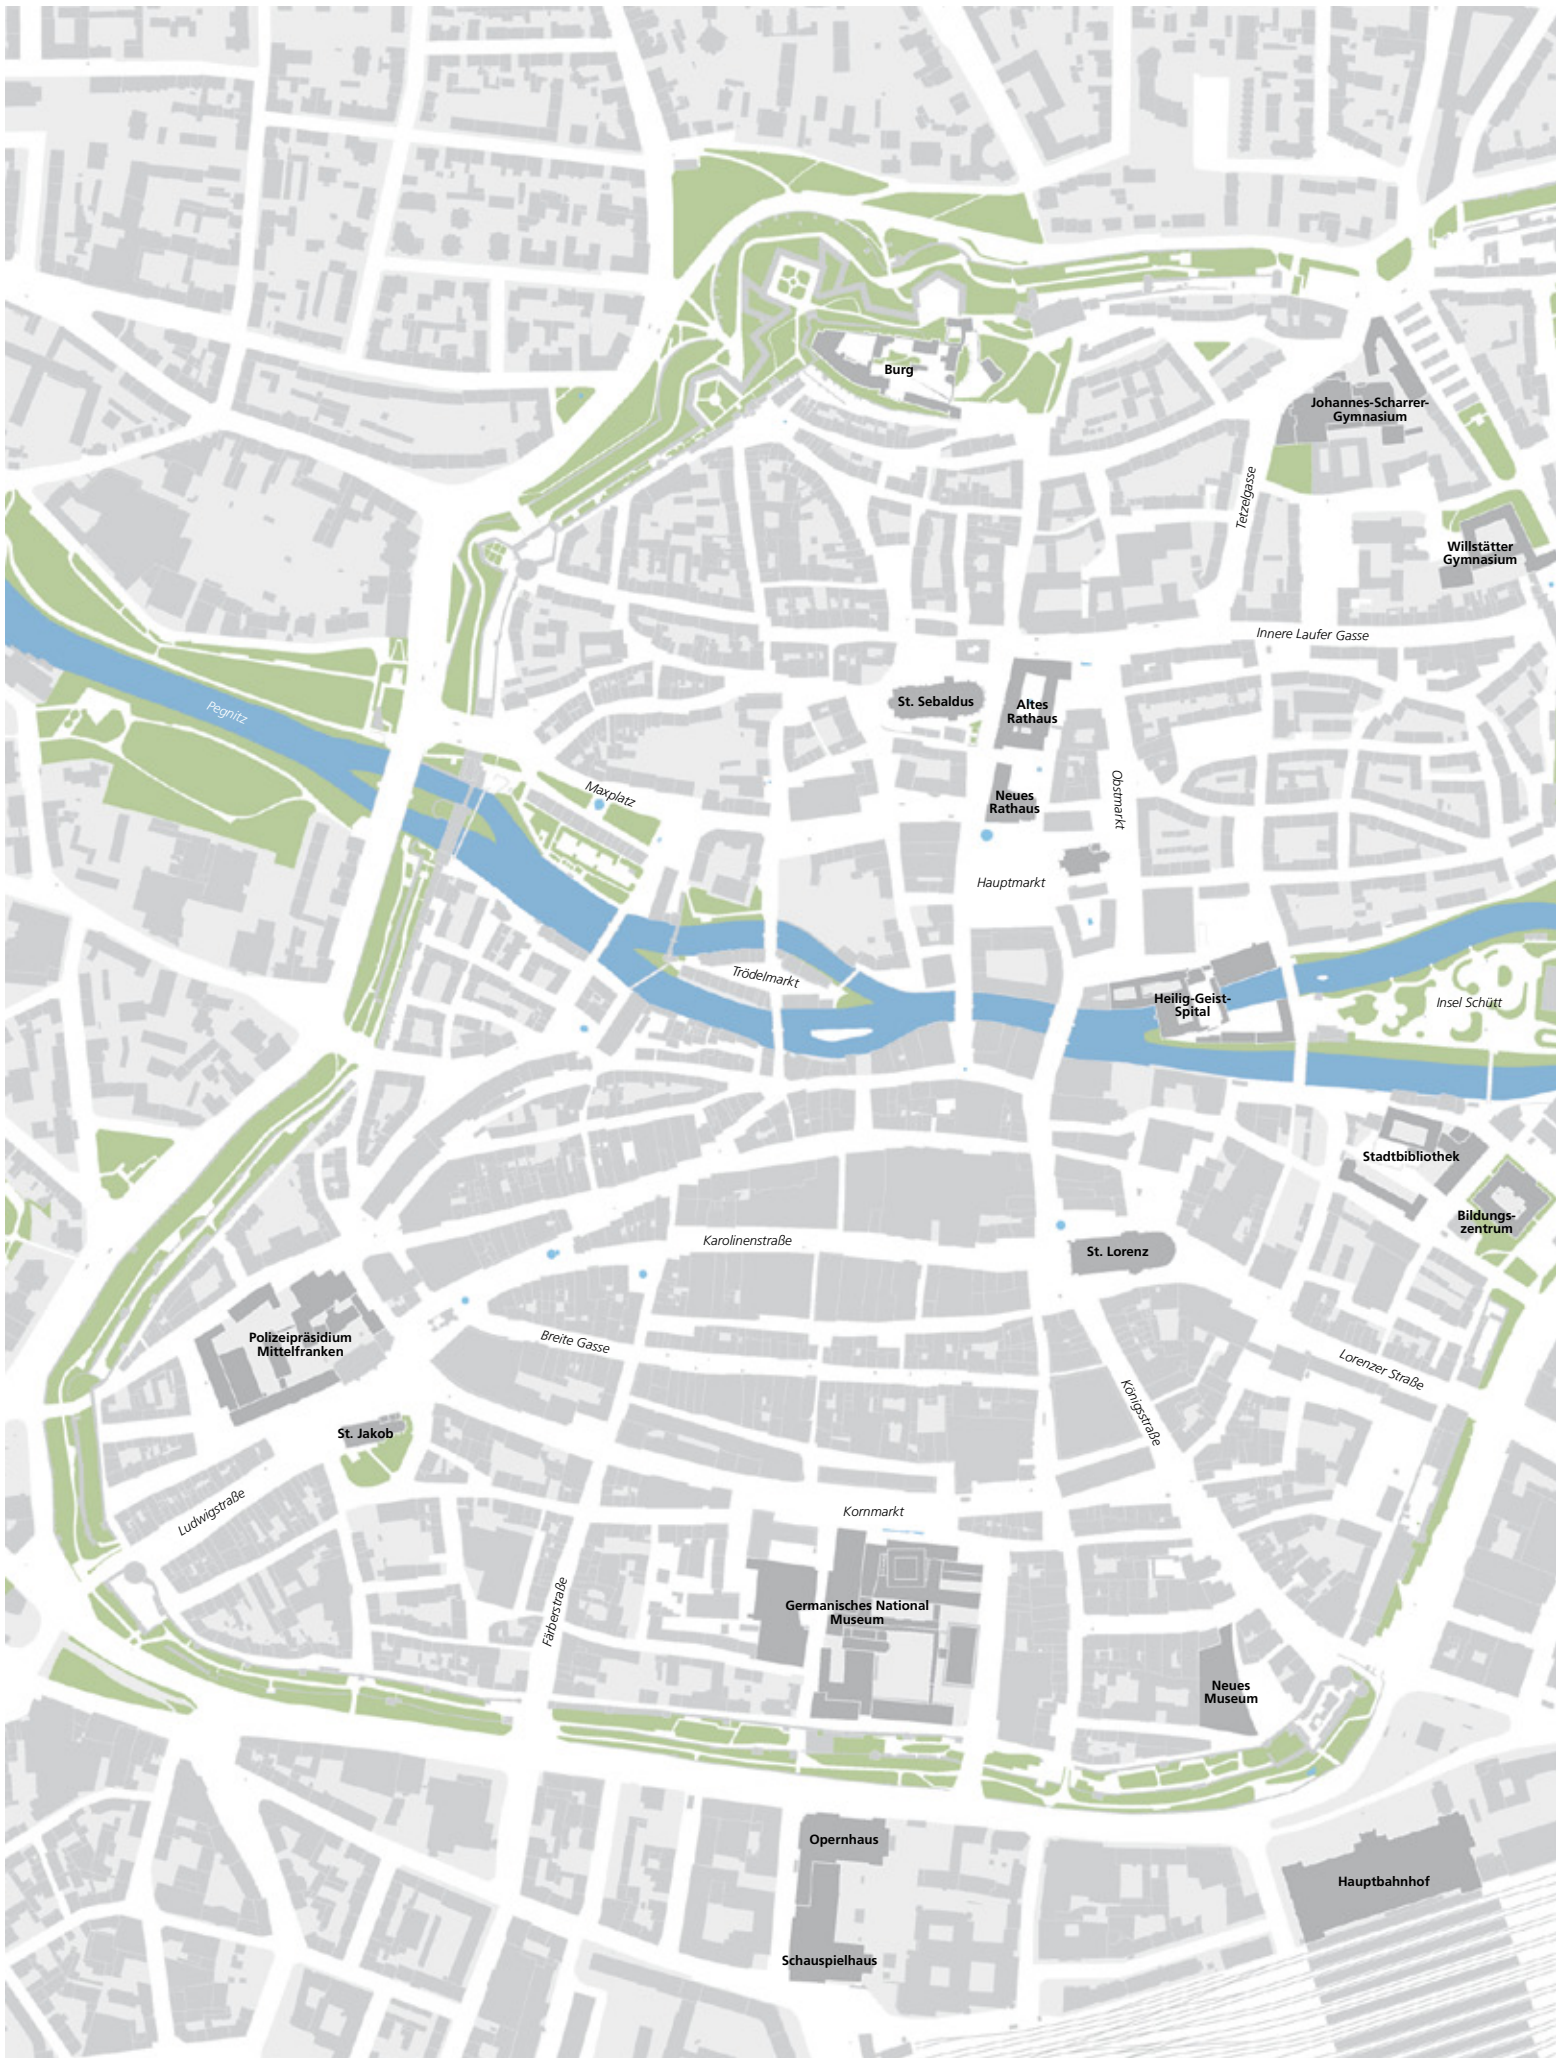 Burg
Johannes-Scharrer-
Gymnasium
Tetzelgasse
Willstätter
Gymnasium
Innere Laufer Gasse
St. Sebaldus
Altes
Rathaus
Pegnitz
Maxplatz
Neues
Rathaus
Obstmarkt
Hauptmarkt
Trödelmarkt
Heilig-Geist-
Spital
Insel Schütt
Stadtbibliothek
Bildungs-
zentrum
Karolinenstraße
St. Lorenz
Polizeipräsidium
Mittelfranken
Breite Gasse
Lorenzer Straße
Königsstraße
St. Jakob
Ludwigstraße
Kornmarkt
Färberstraße
Germanisches National
Museum
Neues
Museum
Opernhaus
Hauptbahnhof
Schauspielhaus